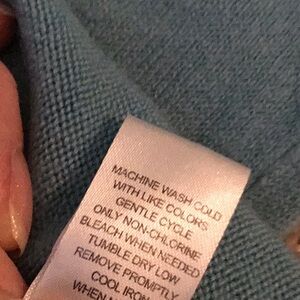 MACHINE WASH COLD
WITH LIKE COLORS
GENTLE CYCLE
ONLY NON-CHLORINE
BLEACH WHEN NEEDED
TUMBLE DRY LOW
REMOVE PROMPTLY
COOL IRON
WHEN